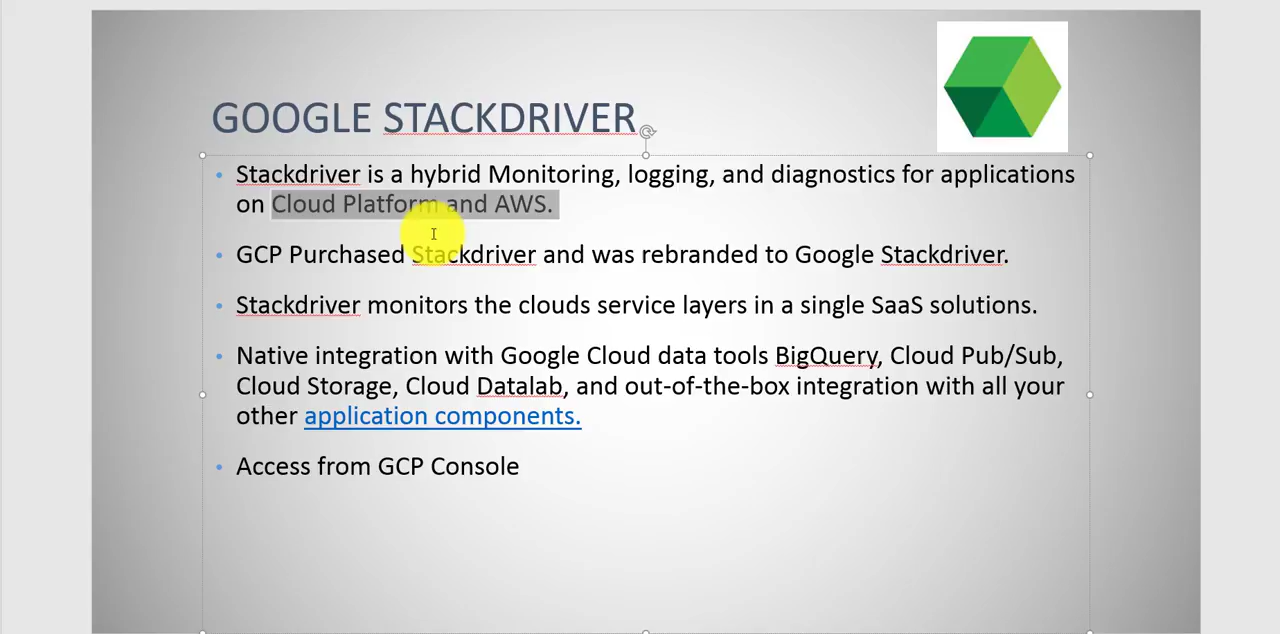 GOOGLE STACKDRIVER
Stackdriver is a hybrid Monitoring, logging, and diagnostics for applications
on Cloud Platform and AWS.
GCP Purchased Stackdriver and was rebranded to Google Stackdriver.
Stackdriver monitors the clouds service layers in a single SaaS solutions.
Native integration with Google Cloud data tools BigQuery, Cloud Pub/Sub,
Cloud Storage, Cloud Datalab, and out-of-the-box integration with all your
other application components.
Access from GCP Console